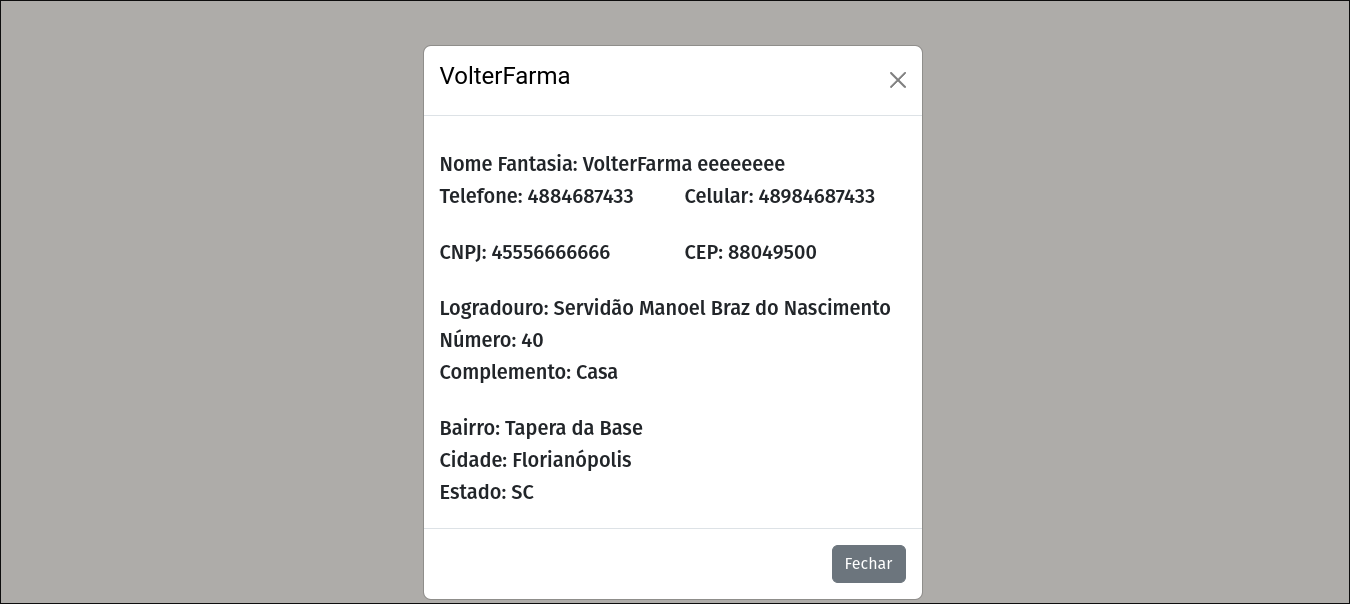 VolterFarma
Nome Fantasia: VolterFarma eeeeeeee
Telefone: 4884687433 Celular: 48984687433
CNPJ: 45556666666 CEP: 88049500
Logradouro: Servidão Manoel Braz do Nascimento
Número: 40
Complemento: Casa
Bairro: Tapera da Base
Cidade: Florianópolis
Estado: SC
Fechar